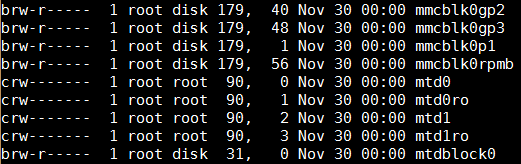 brw-r-----  1 root disk 179,  40 Nov 30 00:00 mmcblk0gp2
brw-r-----  1 root disk 179,  48 Nov 30 00:00 mmcblk0gp3
brw-r-----  1 root disk 179,   1 Nov 30 00:00 mmcblk0p1
brw-r-----  1 root disk 179,  56 Nov 30 00:00 mmcblk0rpmb
crw-------  1 root root  90,   0 Nov 30 00:00 mtd0
crw-------  1 root root  90,   1 Nov 30 00:00 mtd0ro
crw-------  1 root root  90,   2 Nov 30 00:00 mtd1
crw-------  1 root root  90,   3 Nov 30 00:00 mtd1ro
brw-r-----  1 root disk  31,   0 Nov 30 00:00 mtdblock0